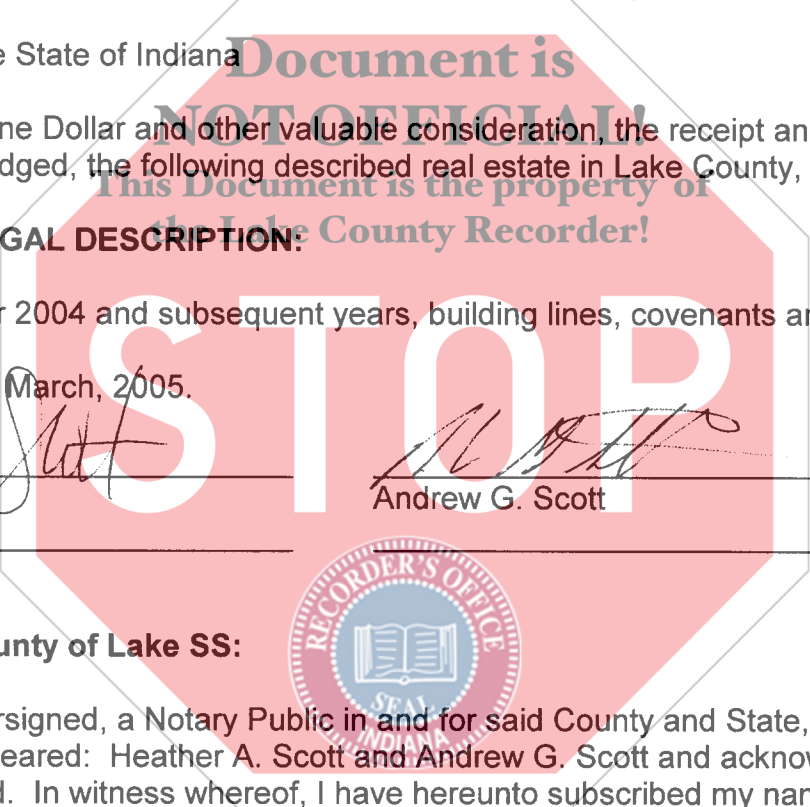 e State of Indiana
Document is
NOT OFFICIAL!
ne Dollar and other valuable consideration, the receipt an
dged, the following described real estate in Lake County,
This Document is the property of
the Lake County Recorder!
GAL DESCRIPTION:
r 2004 and subsequent years, building lines, covenants a
STOP
March, 2005.
Scott
Andrew G. Scott
RECORDER'S OFFICE
SEAL
INDIANA
unty of Lake SS:
rsigned, a Notary Public in and for said County and State,
eared: Heather A. Scott and Andrew G. Scott and acknow
d. In witness whereof, I have hereunto subscribed my nam